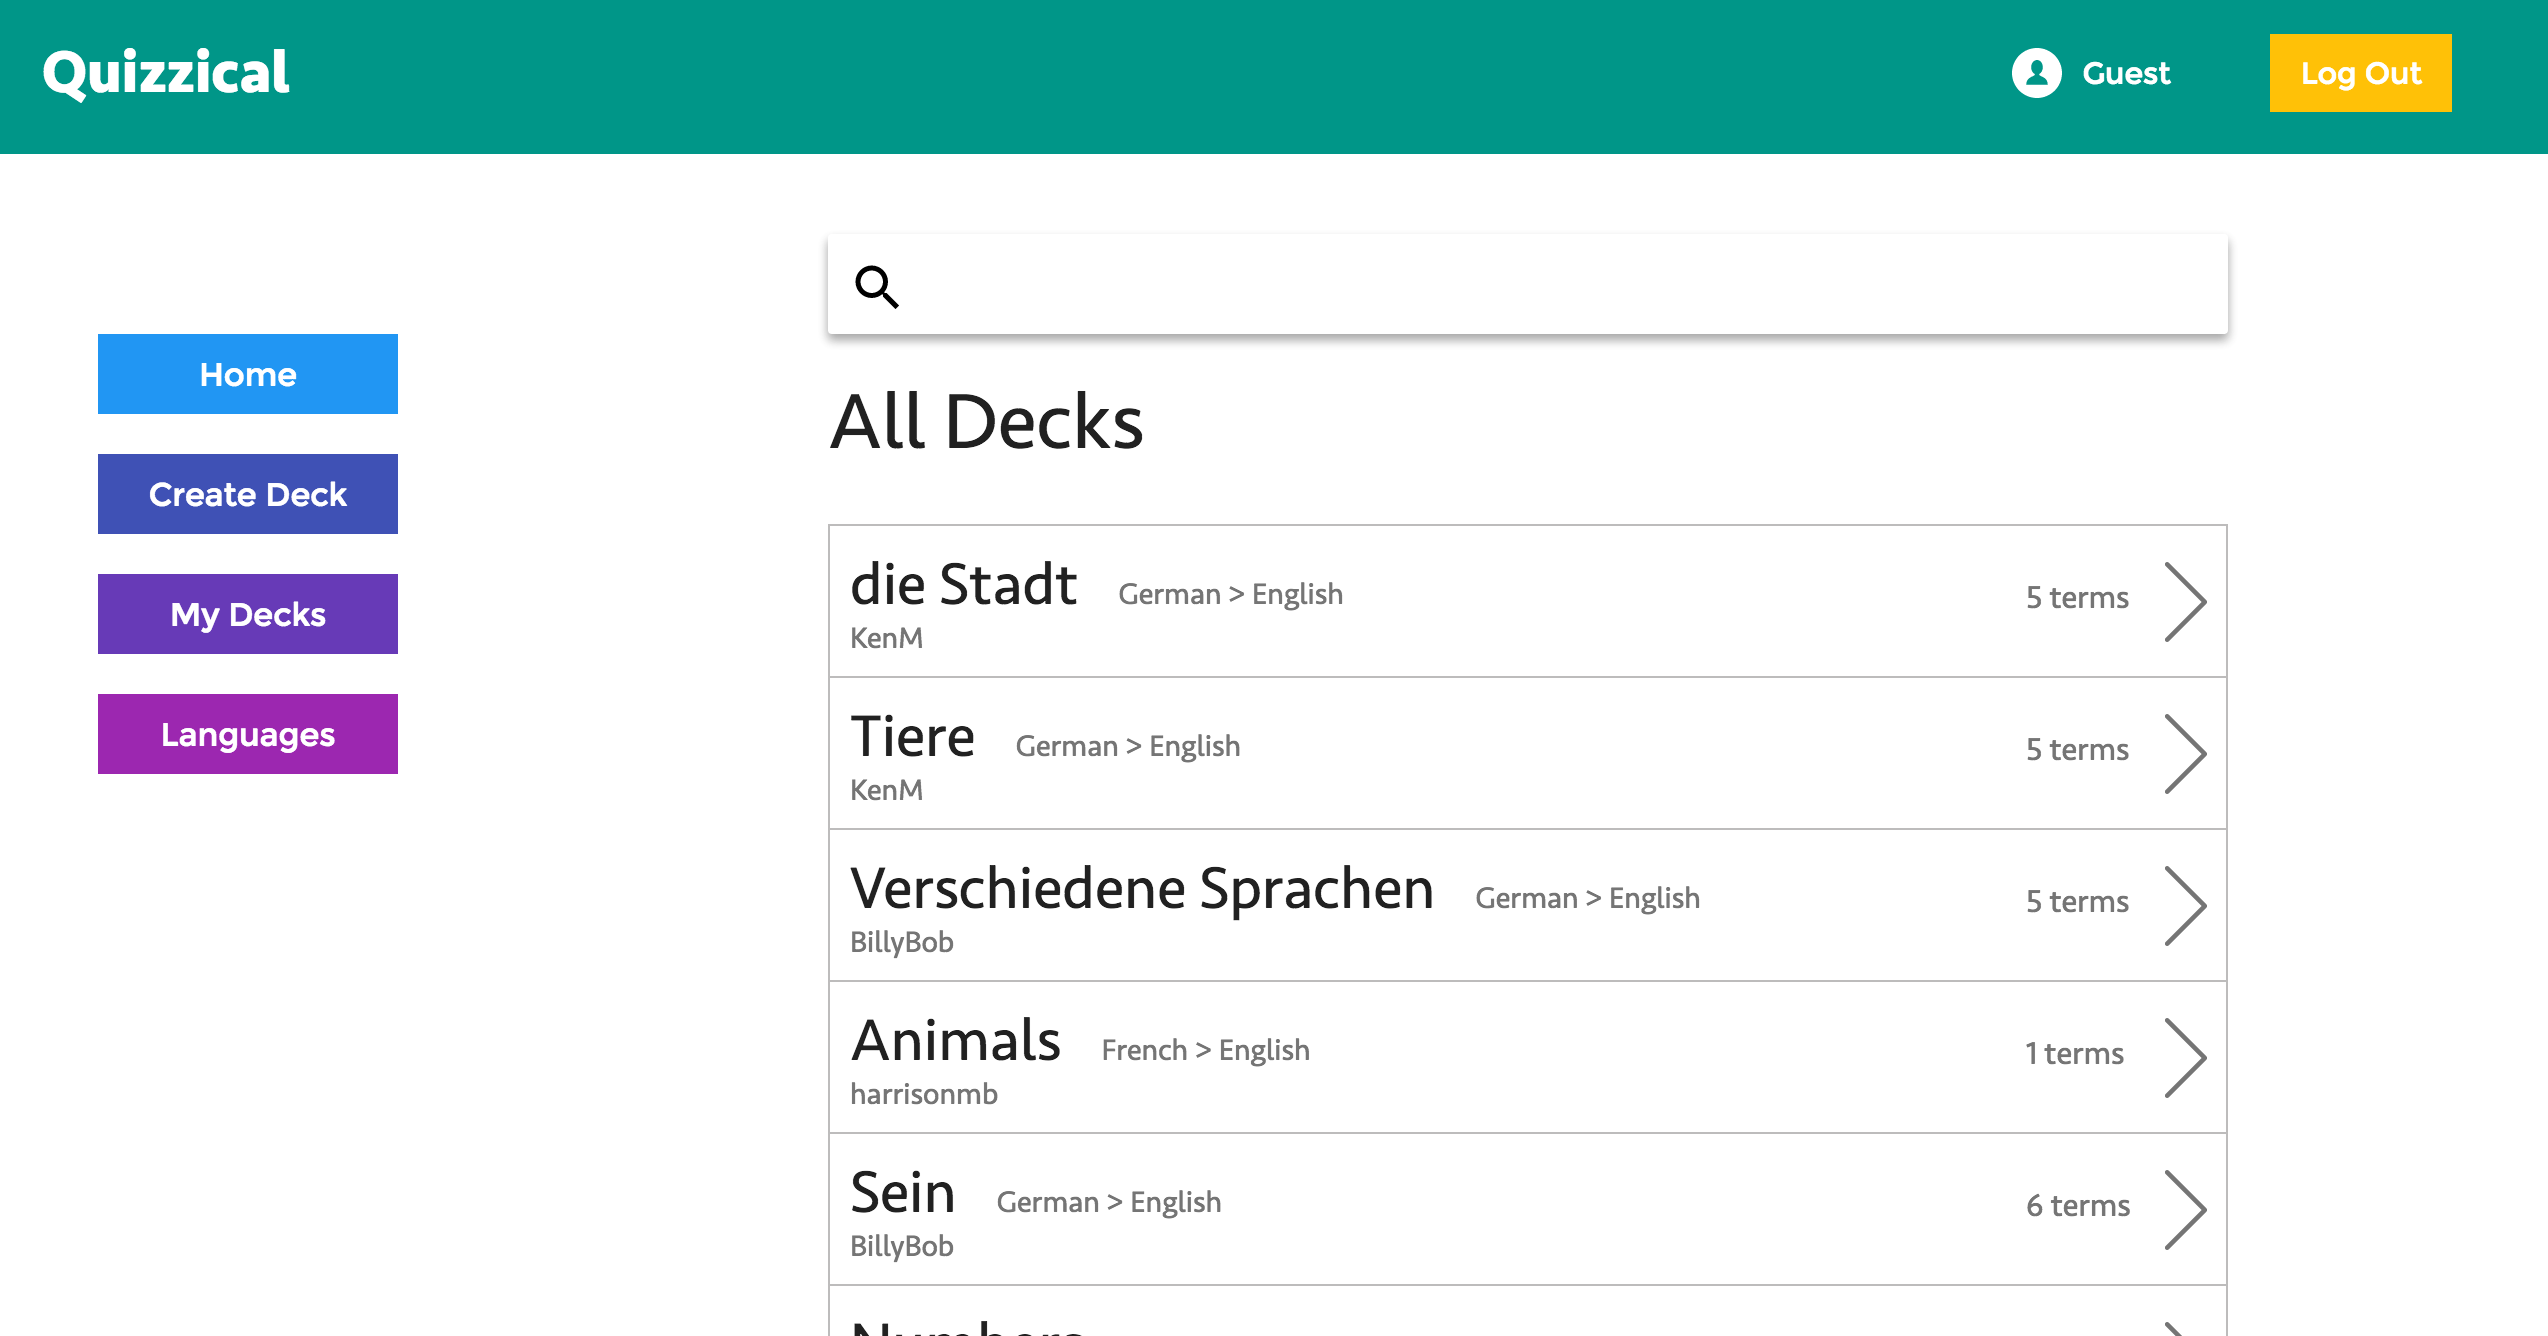 Quizzical
Guest
Log Out
Home
Create Deck
My Decks
Languages
All Decks
die Stadt German > English 5 terms
KenM
Tiere German > English 5 terms
KenM
Verschiedene Sprachen German > English 5 terms
BillyBob
Animals French > English 1 terms
harrisonmb
Sein German > English 6 terms
BillyBob
Numbers